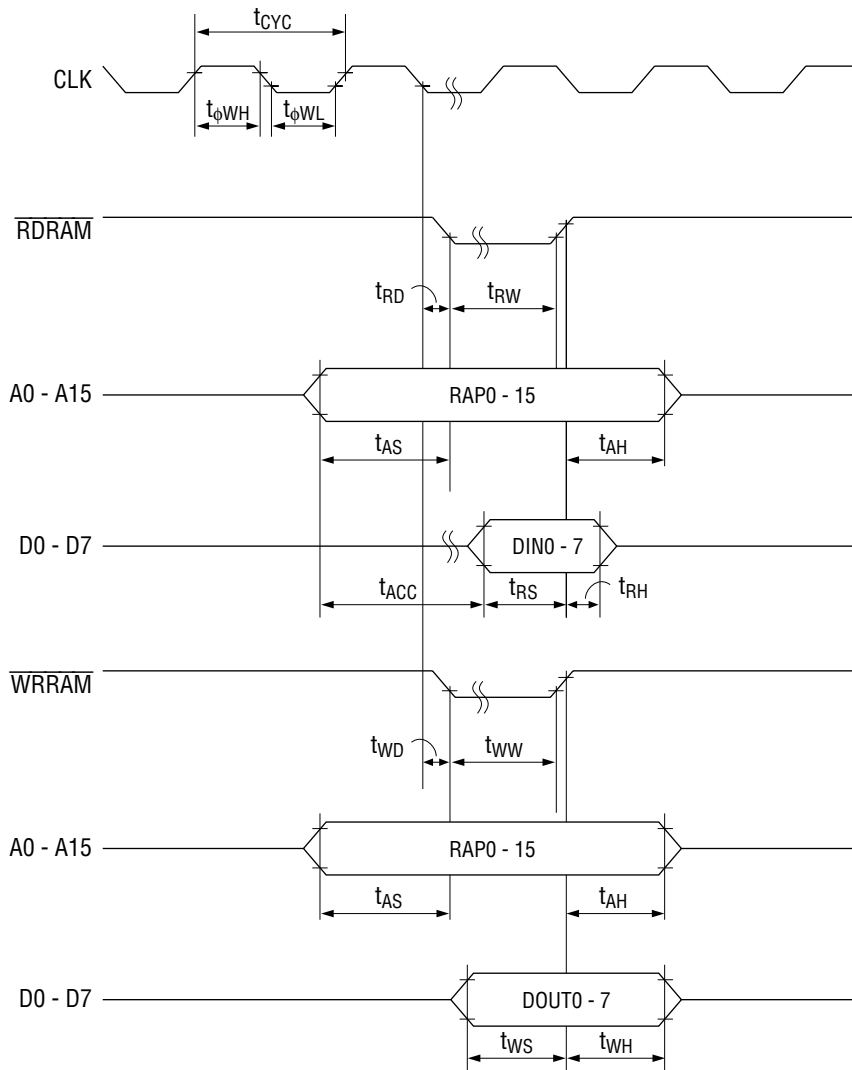 tCYC
CLK
tϕWH
tϕWL
RDRAM
tRD
tRW
A0 - A15
RAP0 - 15
tAS
tAH
D0 - D7
DIN0 - 7
tACC
tRS
tRH
WRRAM
tWD
tWW
A0 - A15
RAP0 - 15
tAS
tAH
D0 - D7
DOUT0 - 7
tWS
tWH